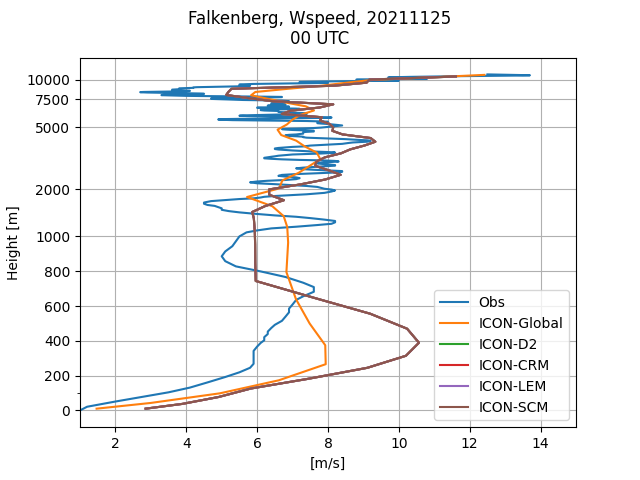 Falkenberg, Wspeed, 20211125
00 UTC
10000
7500
5000
2000
1000
800
600
400
200
0
Height [m]
Obs
ICON-Global
ICON-D2
ICON-CRM
ICON-LEM
ICON-SCM
2 4 6 8 10 12 14
[m/s]